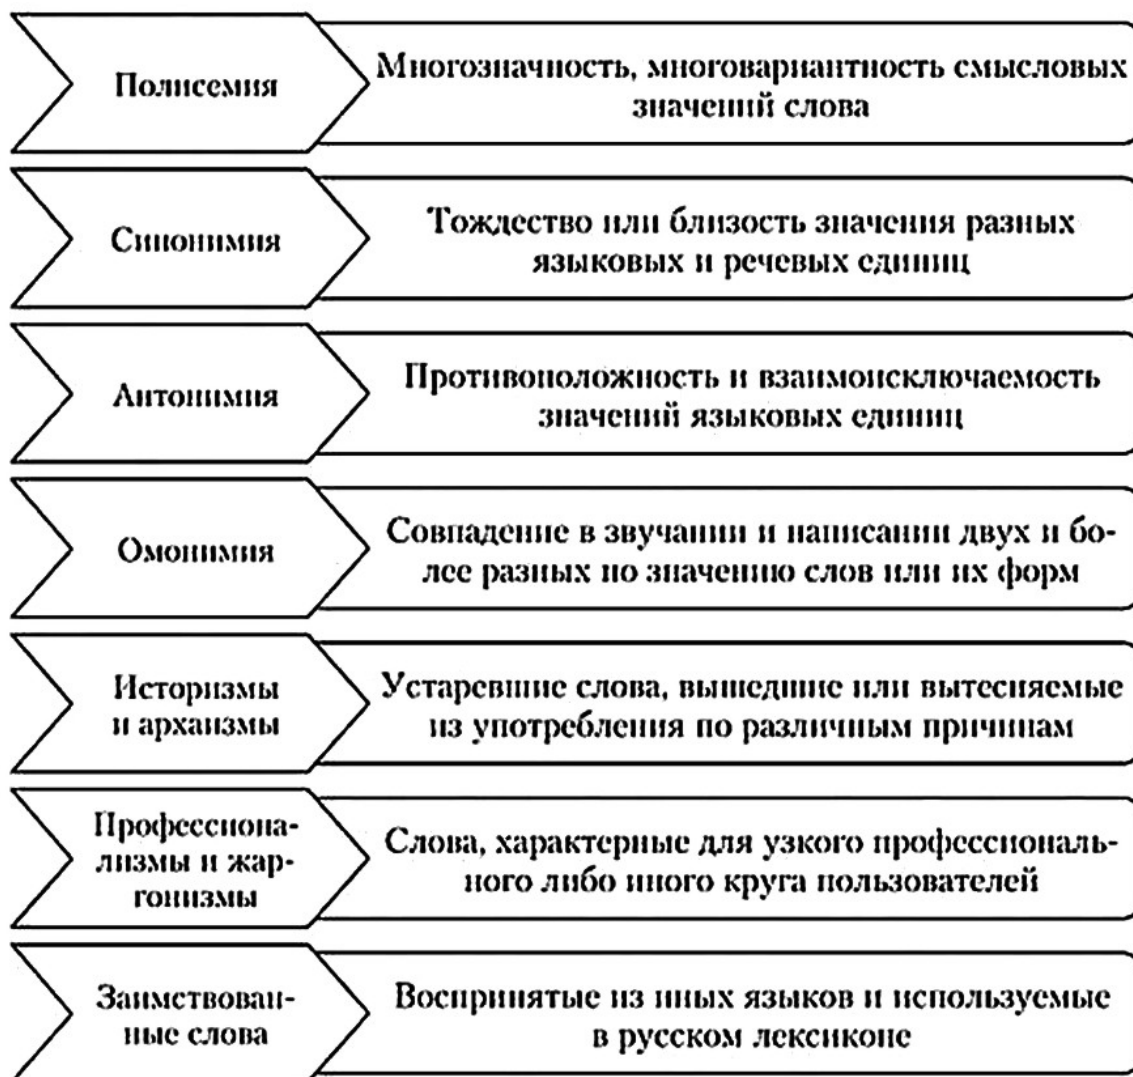 Полисемия
Многозначность, многовариантность смысловых
значений слова
Синонимия
Тождество или близость значения разных
языковых и речевых единиц
Антонимия
Противоположность и взаимоисключаемость
значений языковых единиц
Омонимия
Совпадение в звучании и написании двух и бо-
лее разных по значению слов или их форм
Историзмы
и архаизмы
Устаревшие слова, вышедшие или вытесняемые
из употребления по различным причинам
Профессиона-
лизмы и жар-
гонизмы
Слова, характерные для узкого профессиональ-
ного либо иного круга пользователей
Заимствован-
ные слова
Воспринятые из иных языков и используемые
в русском лексиконе